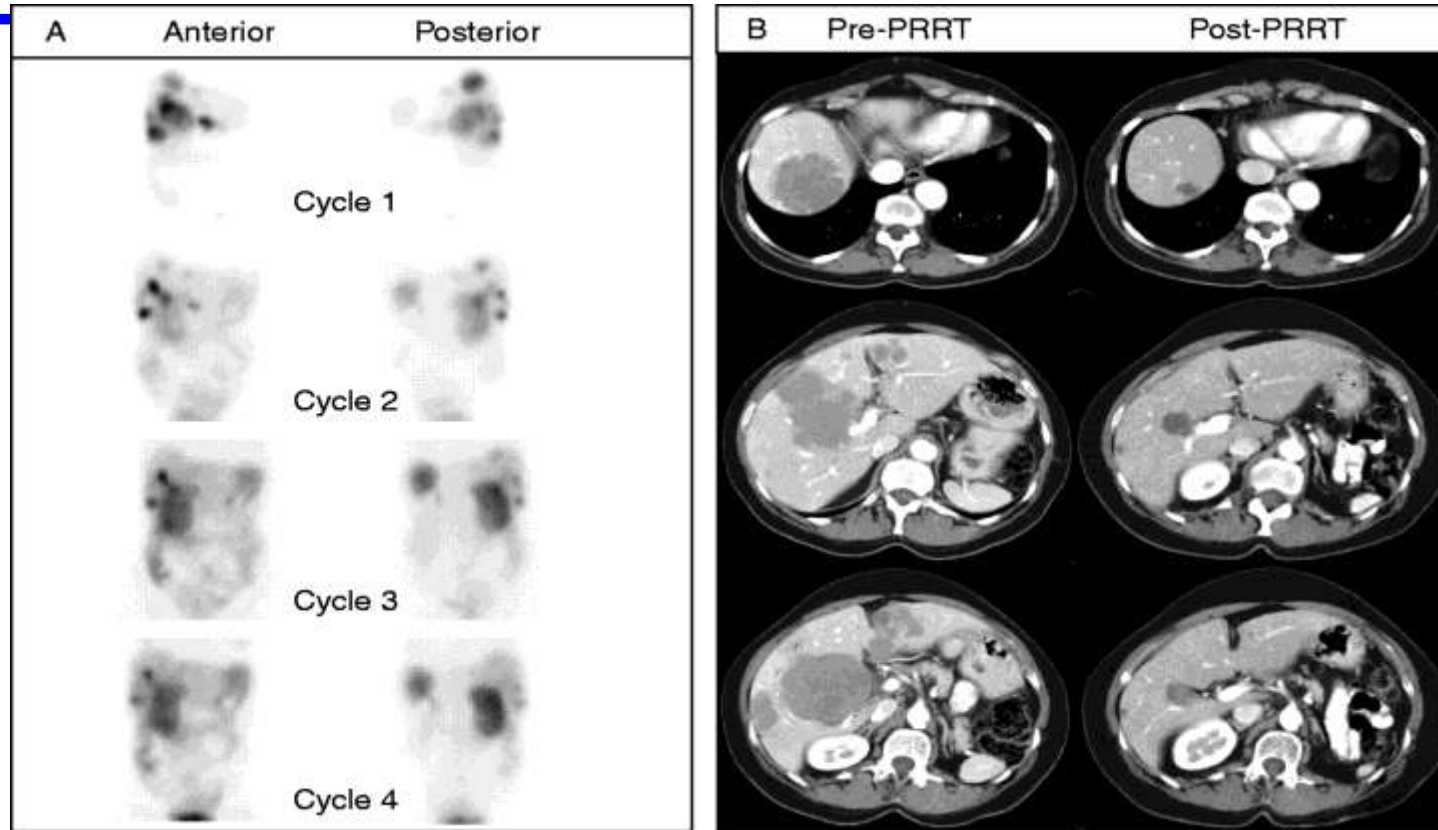 A Anterior Posterior
Cycle 1
Cycle 2
Cycle 3
Cycle 4
B Pre-PRRT Post-PRRT